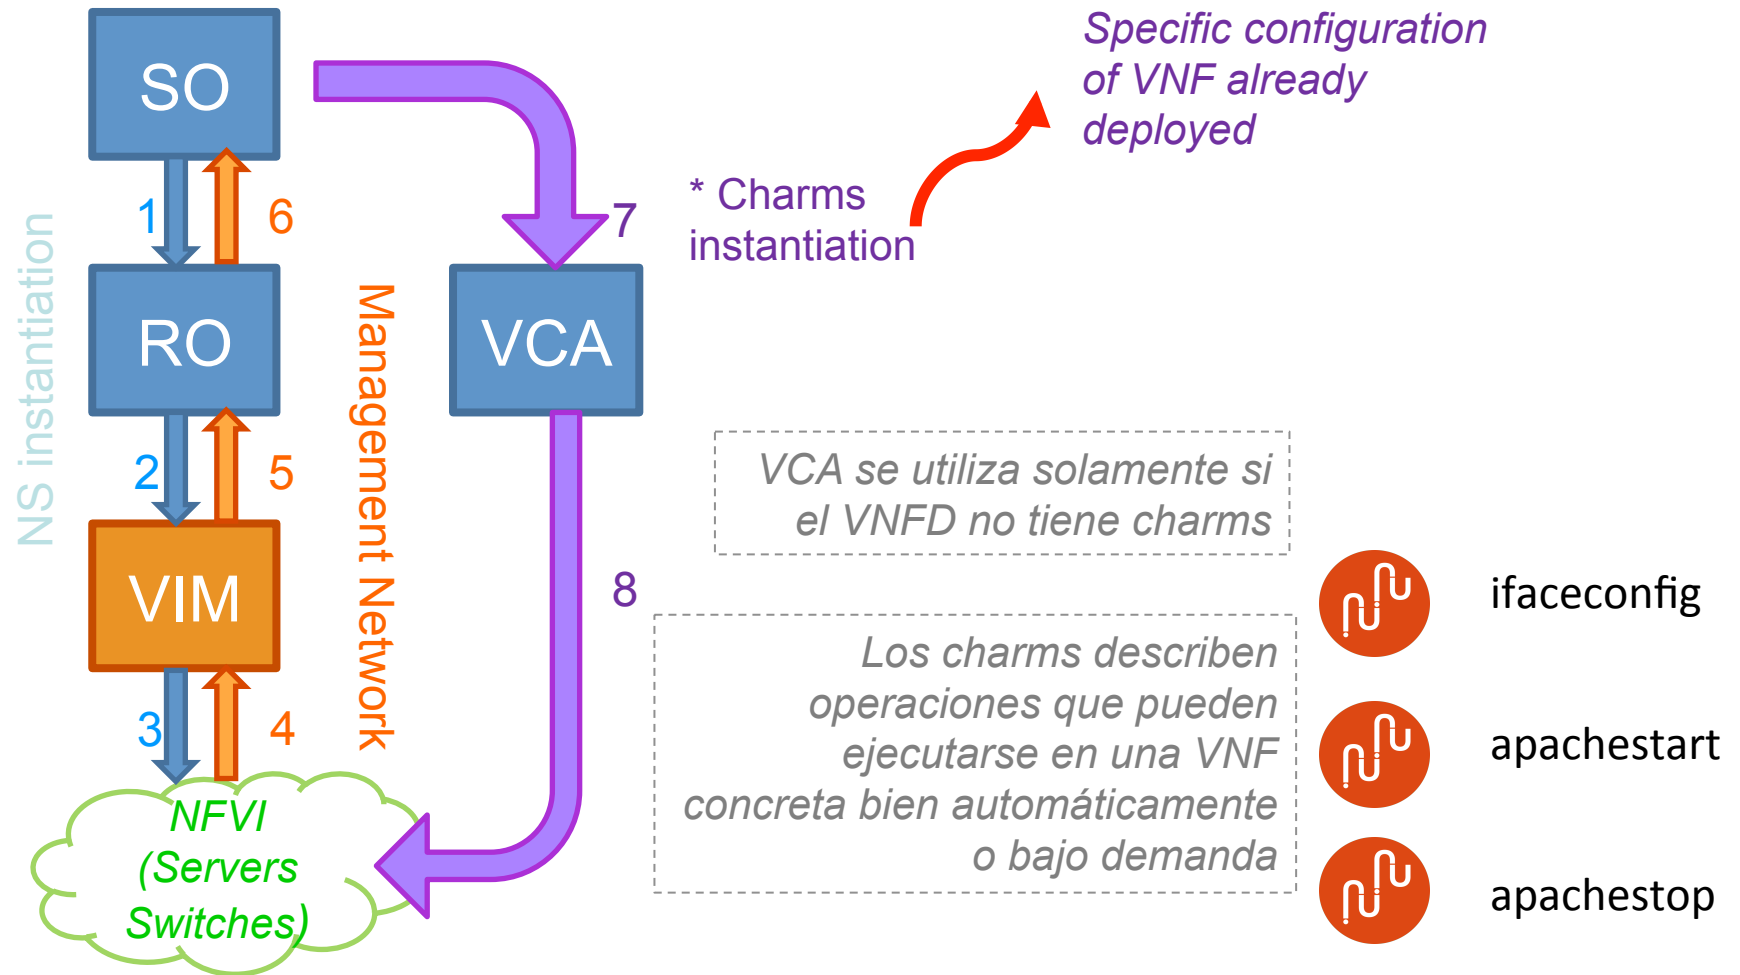 SO
Specific configuration
of VNF already
deployed
* Charms
instantiation
1
6
7
NS instantiation
RO
Management Network
VCA
2
5
VCA se utiliza solamente si
el VNFD no tiene charms
VIM
8
ifaceconfig
Los charms describen
operaciones que pueden
ejecutarse en una VNF
concreta bien automáticamente
o bajo demanda
3
4
apachestart
NFVI
(Servers
Switches)
apachestop